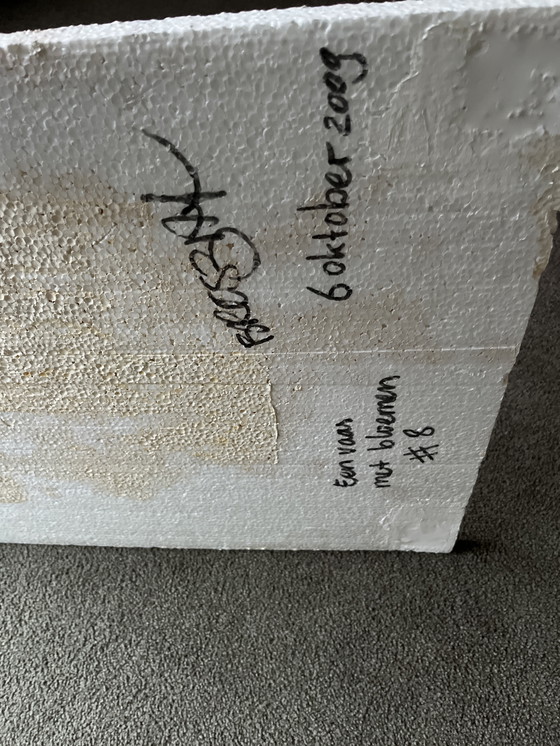 6 oktober 2009
Een vaas
met bloemen
# 8